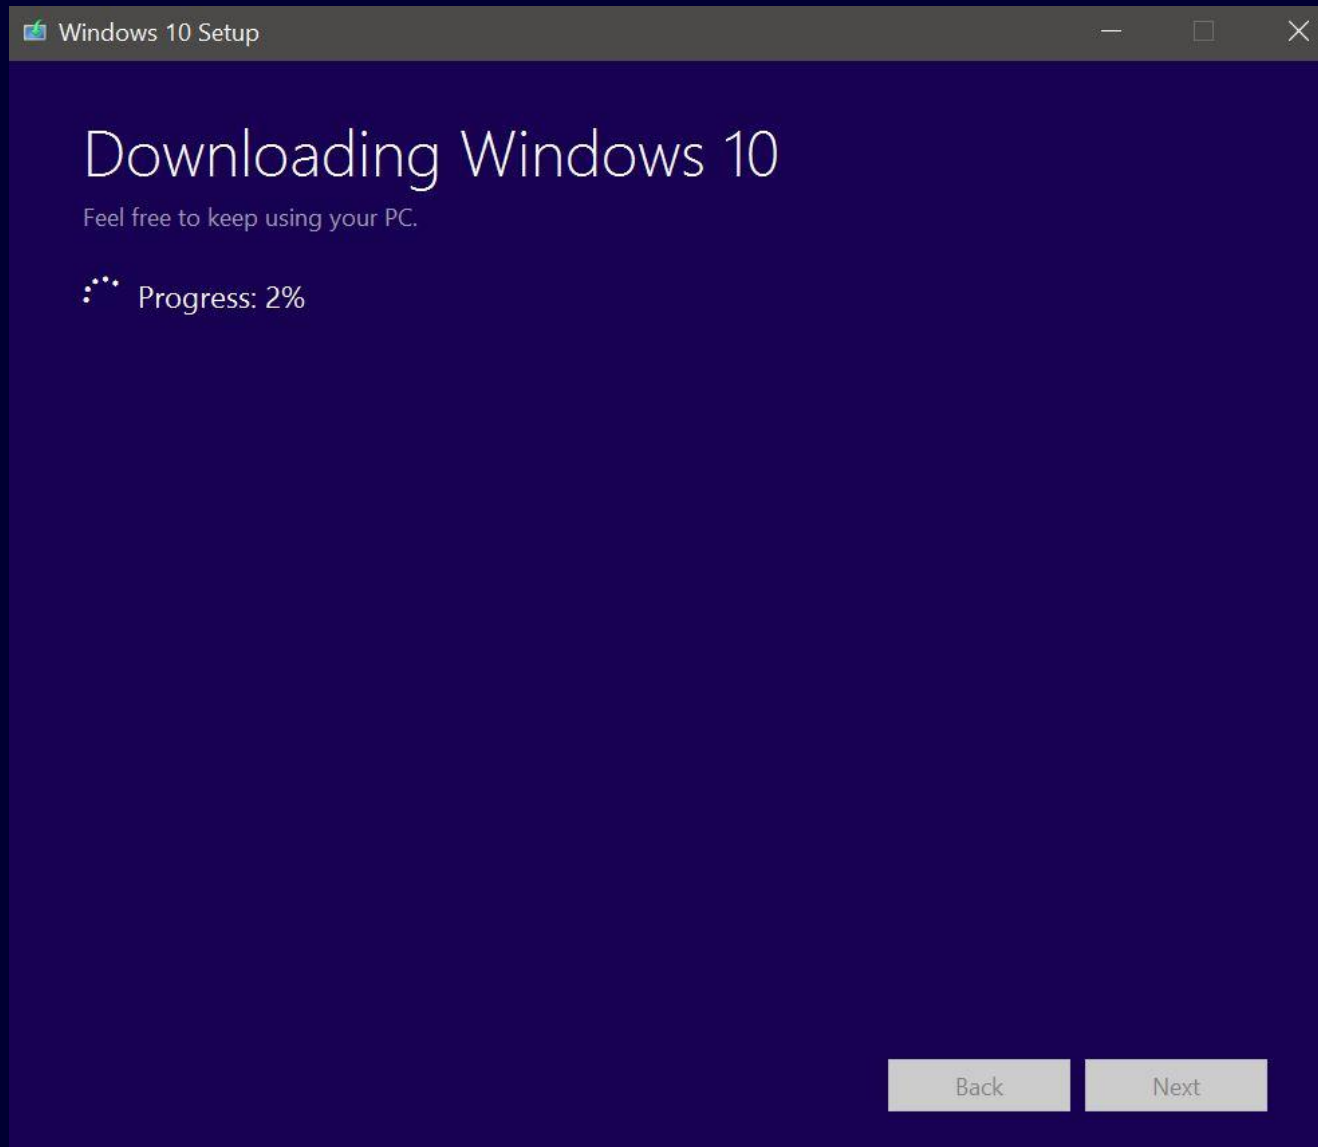 Windows 10 Setup
Downloading Windows 10
Feel free to keep using your PC.
Progress: 2%
Back Next